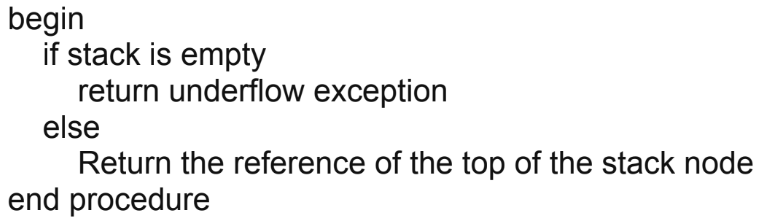 begin
if stack is empty
return underflow exception
else
Return the reference of the top of the stack node
end procedure